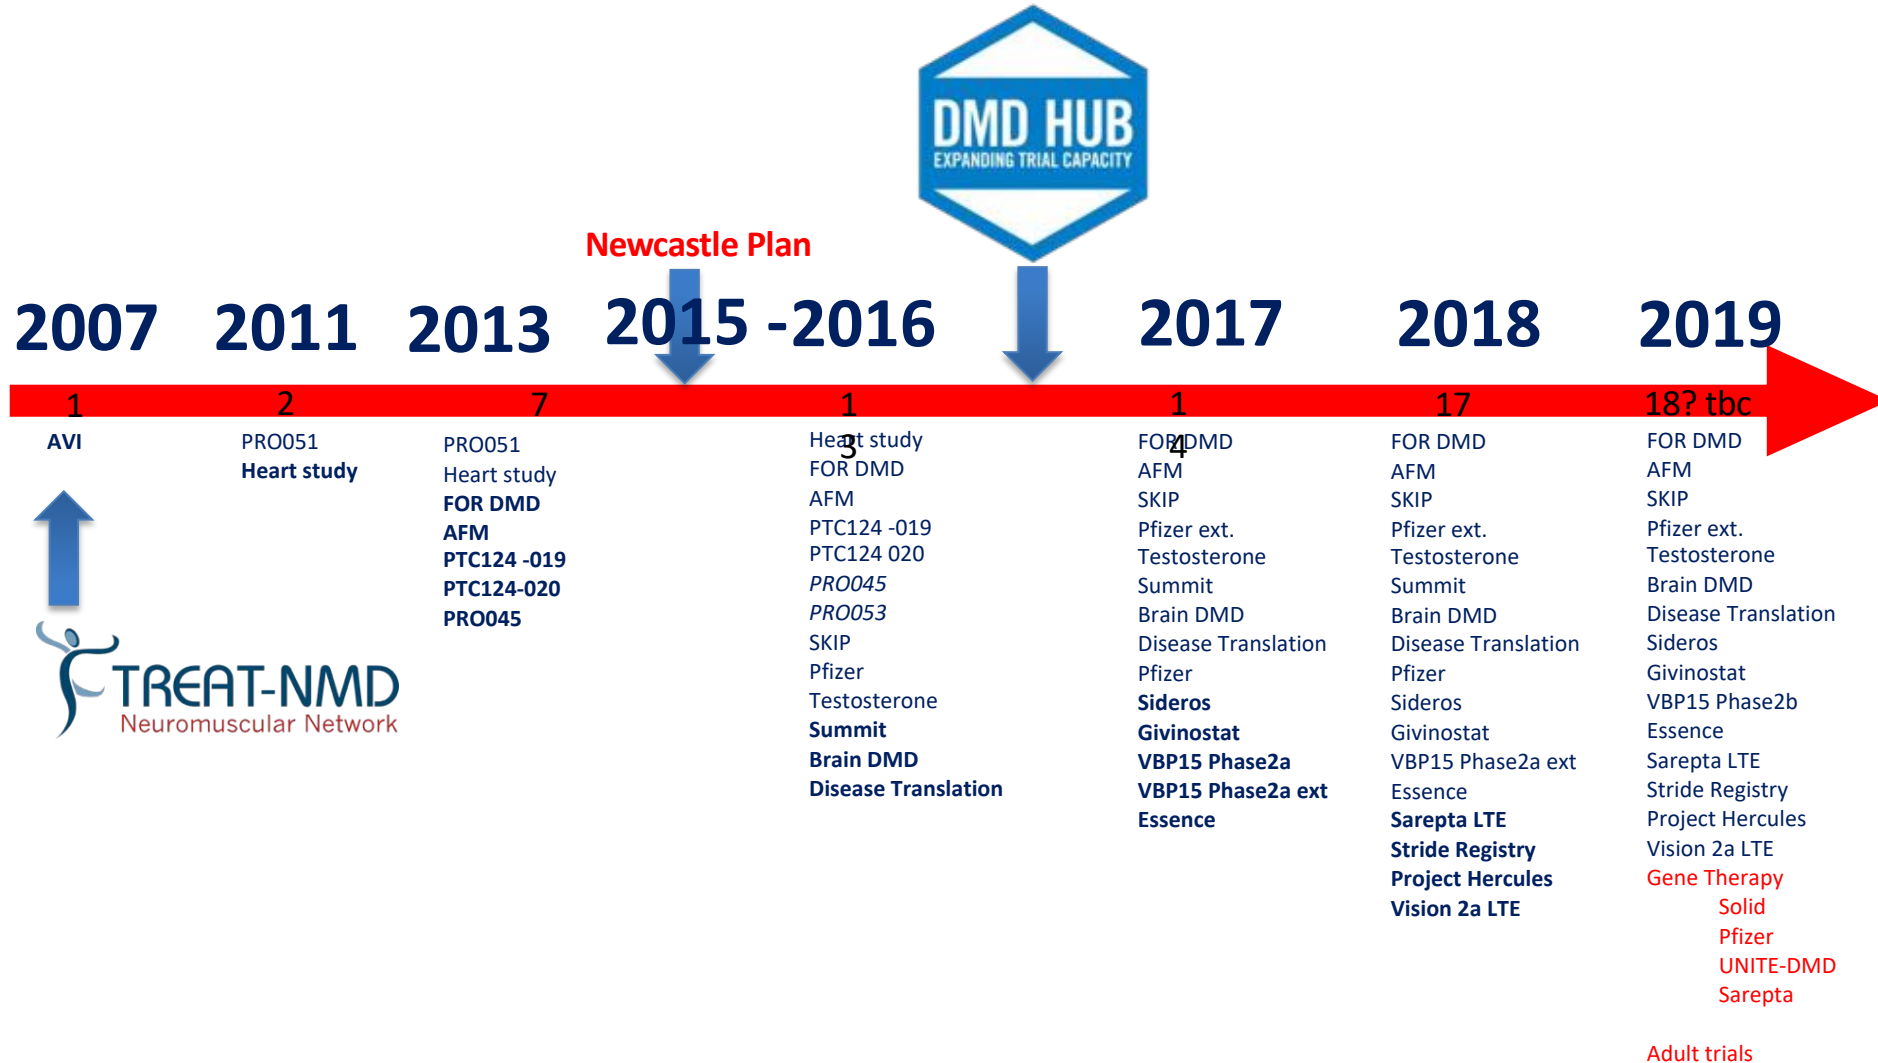 DMD HUB
EXPANDING TRIAL CAPACITY
Newcastle Plan
2007
2011
2013
2015 -2016
2017
2018
2019
1
2
7
1
3
1
4
17
18? tbc
AVI
TREAT-NMD
Neuromuscular Network
PRO051
Heart study
PRO051
Heart study
FOR DMD
AFM
PTC124 -019
PTC124-020
PRO045
Heart study
FOR DMD
AFM
PTC124 -019
PTC124 020
PRO045
PRO053
SKIP
Pfizer
Testosterone
Summit
Brain DMD
Disease Translation
FOR DMD
AFM
SKIP
Pfizer ext.
Testosterone
Summit
Brain DMD
Disease Translation
Pfizer
Sideros
Givinostat
VBP15 Phase2a
VBP15 Phase2a ext
Essence
FOR DMD
AFM
SKIP
Pfizer ext.
Testosterone
Summit
Brain DMD
Disease Translation
Pfizer
Sideros
Givinostat
VBP15 Phase2a ext
Essence
Sarepta LTE
Stride Registry
Project Hercules
Vision 2a LTE
FOR DMD
AFM
SKIP
Pfizer ext.
Testosterone
Brain DMD
Disease Translation
Sideros
Givinostat
VBP15 Phase2b
Essence
Sarepta LTE
Stride Registry
Project Hercules
Vision 2a LTE
Gene Therapy
Solid
Pfizer
UNITE-DMD
Sarepta
Adult trials